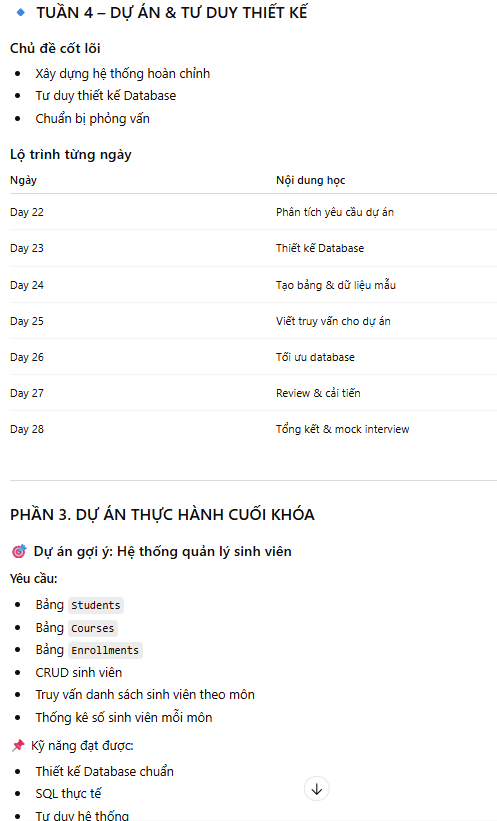 TUẦN 4 – DỰ ÁN & TƯ DUY THIẾT KẾ
Chủ đề cốt lõi
Xây dựng hệ thống hoàn chỉnh
Tư duy thiết kế Database
Chuẩn bị phỏng vấn
Lộ trình từng ngày
Ngày Nội dung học
Day 22 Phân tích yêu cầu dự án
Day 23 Thiết kế Database
Day 24 Tạo bảng & dữ liệu mẫu
Day 25 Viết truy vấn cho dự án
Day 26 Tối ưu database
Day 27 Review & cải tiến
Day 28 Tổng kết & mock interview
PHẦN 3. DỰ ÁN THỰC HÀNH CUỐI KHÓA
Dự án gợi ý: Hệ thống quản lý sinh viên
Yêu cầu:
Bảng Students
Bảng Courses
Bảng Enrollments
CRUD sinh viên
Truy vấn danh sách sinh viên theo môn
Thống kê số sinh viên mỗi môn
Kỹ năng đạt được:
Thiết kế Database chuẩn
SQL thực tế
Tư duy hệ thống